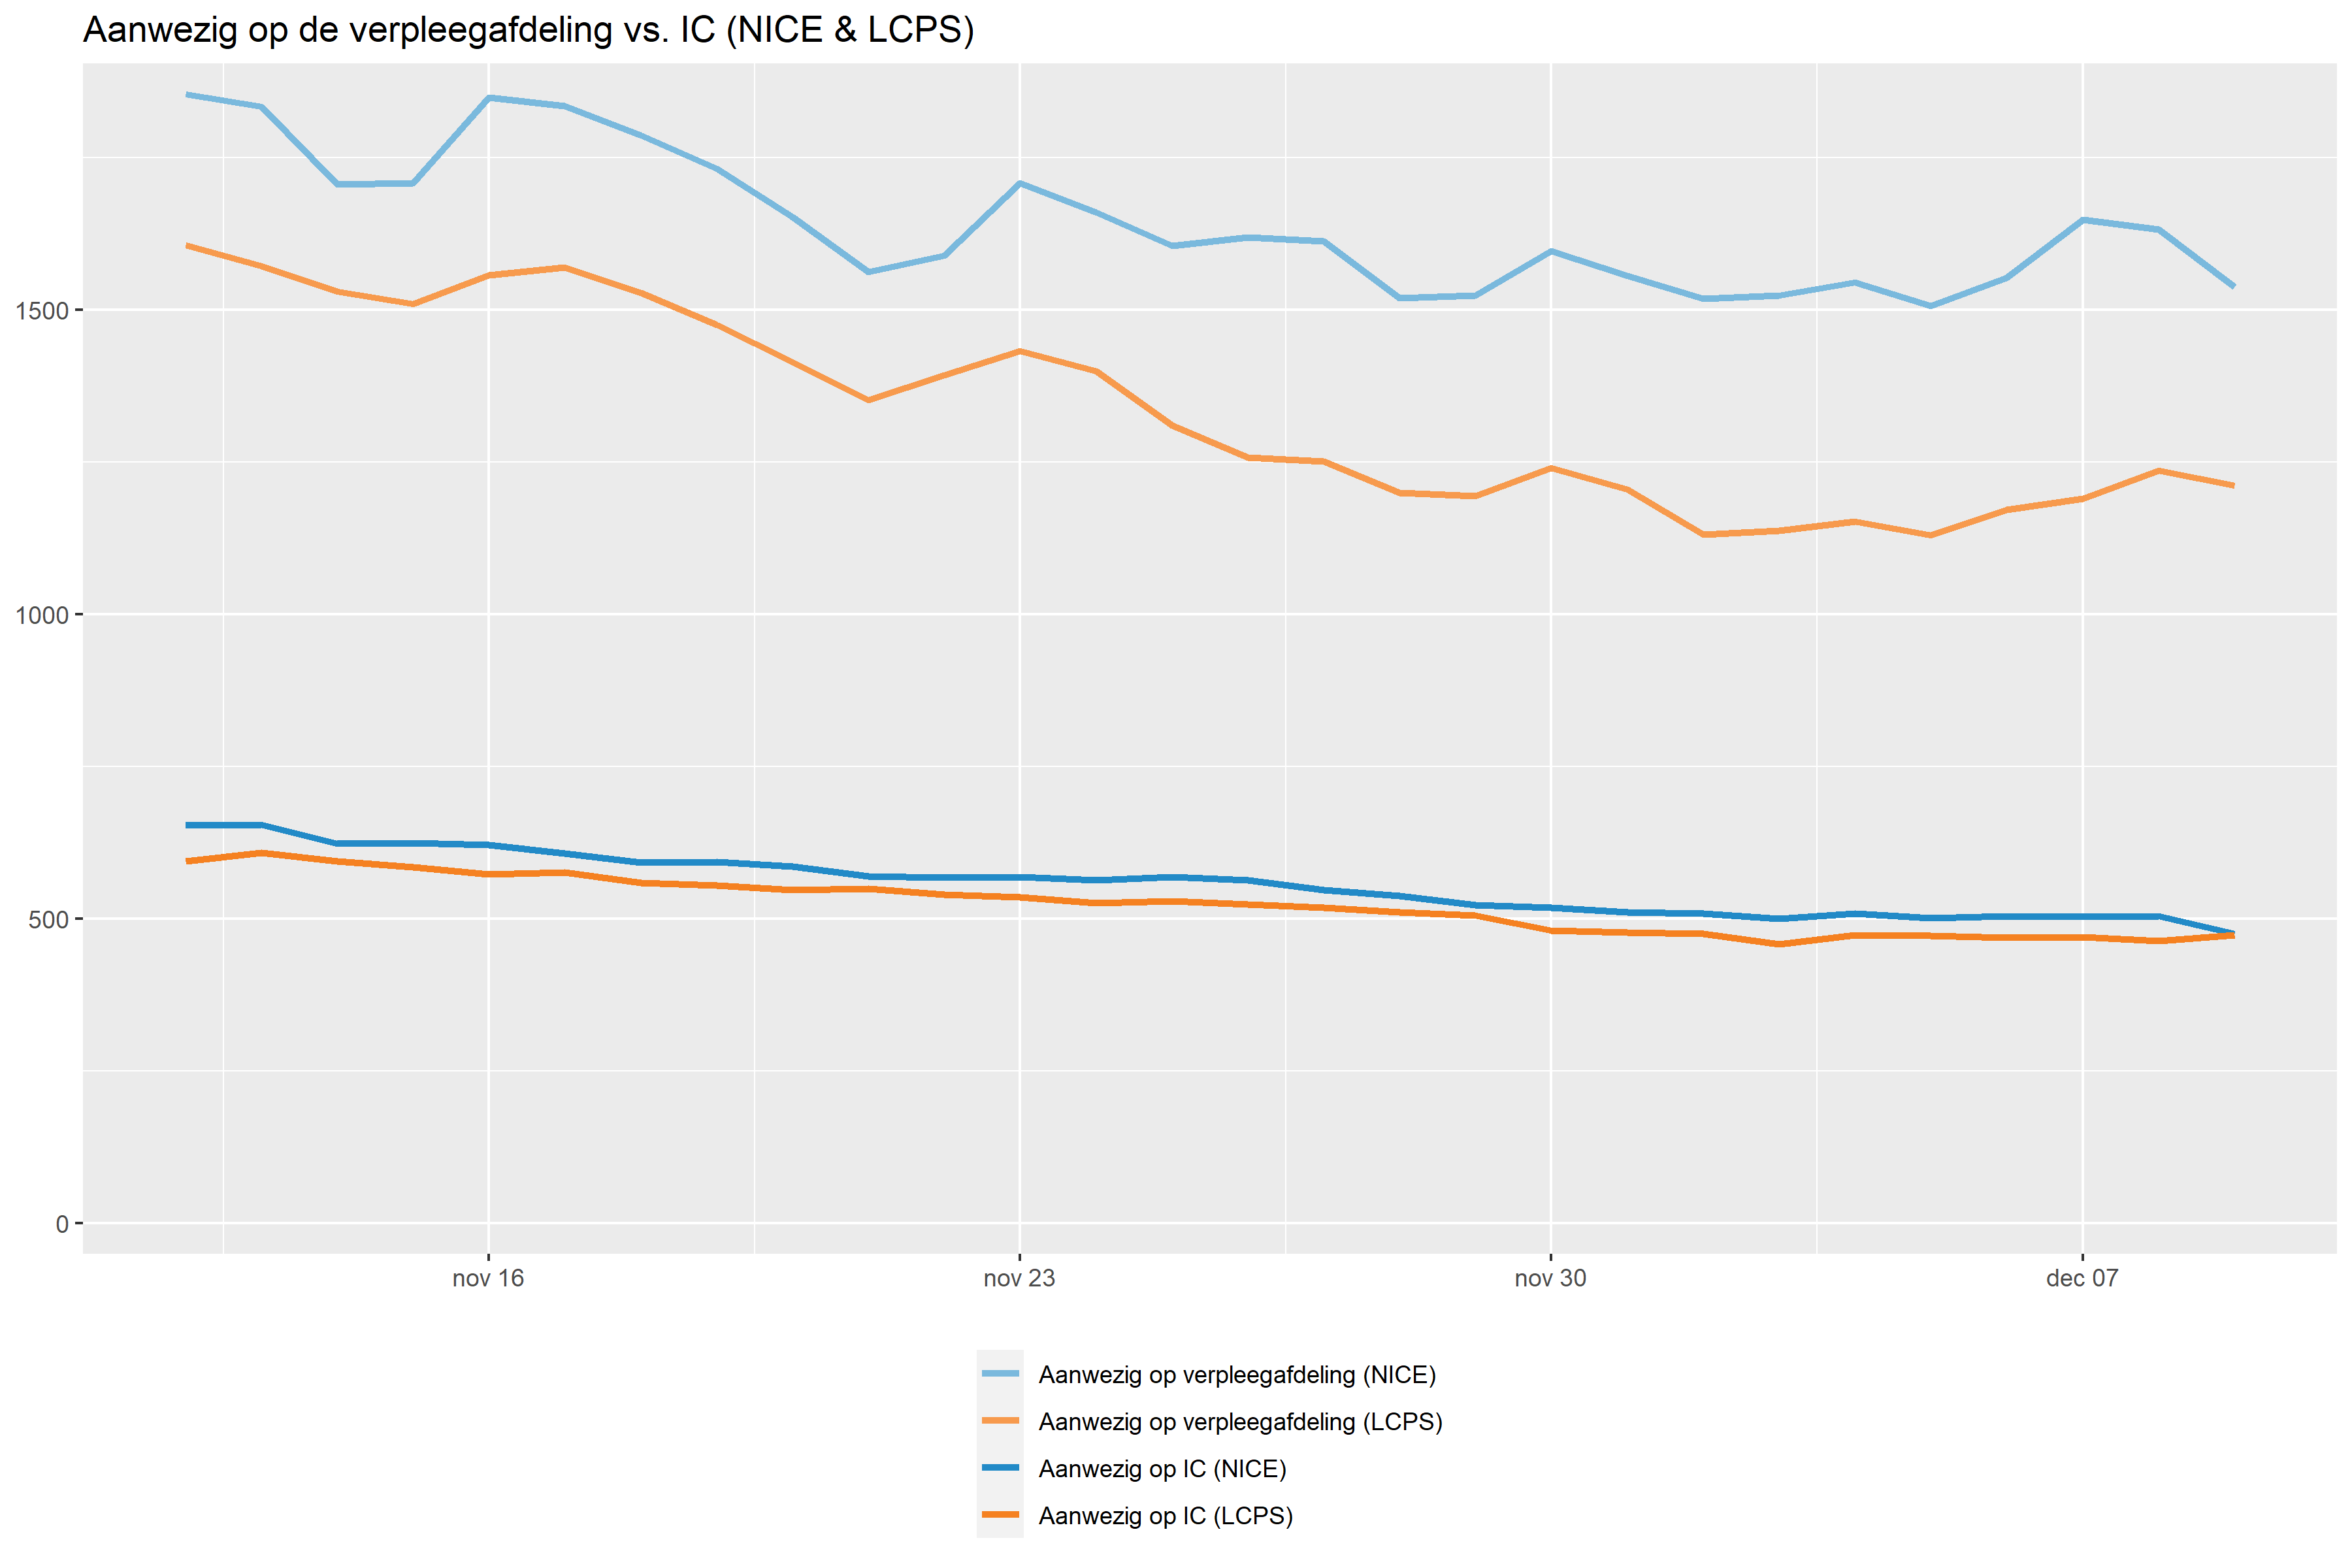 Aanwezig op de verpleegafdeling vs. IC (NICE & LCPS)
1500
1000
500
0
nov 16
nov 23
nov 30
dec 07
Aanwezig op verpleegafdeling (NICE)
Aanwezig op verpleegafdeling (LCPS)
Aanwezig op IC (NICE)
Aanwezig op IC (LCPS)